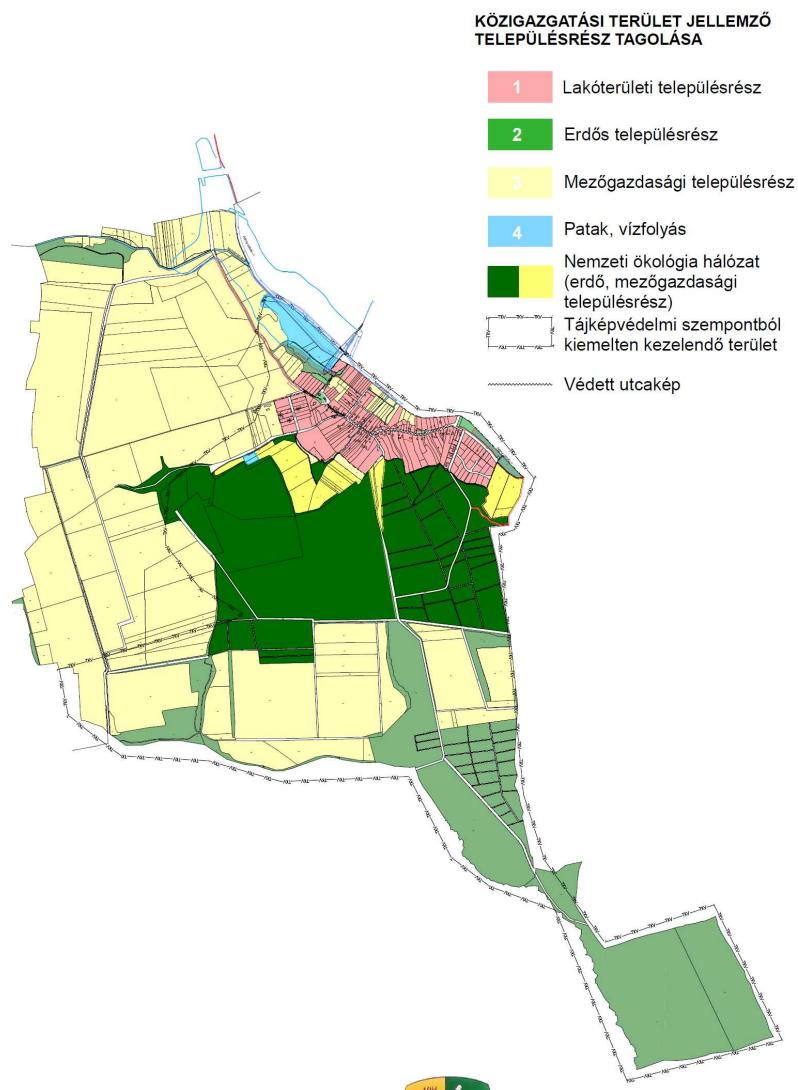 KÖZIGAZGATÁSI TERÜLET JELLEMZŐ
TELEPÜLÉSRÉSZ TAGOLÁSA
1 Lakóterületi településrész
2 Erdős településrész
3 Mezőgazdasági településrész
4 Patak, vízfolyás
Nemzeti ökológia hálózat
(erdő, mezőgazdasági
településrész)
Tájképvédelmi szempontból
kiemelten kezelendő terület
Védett utcakép